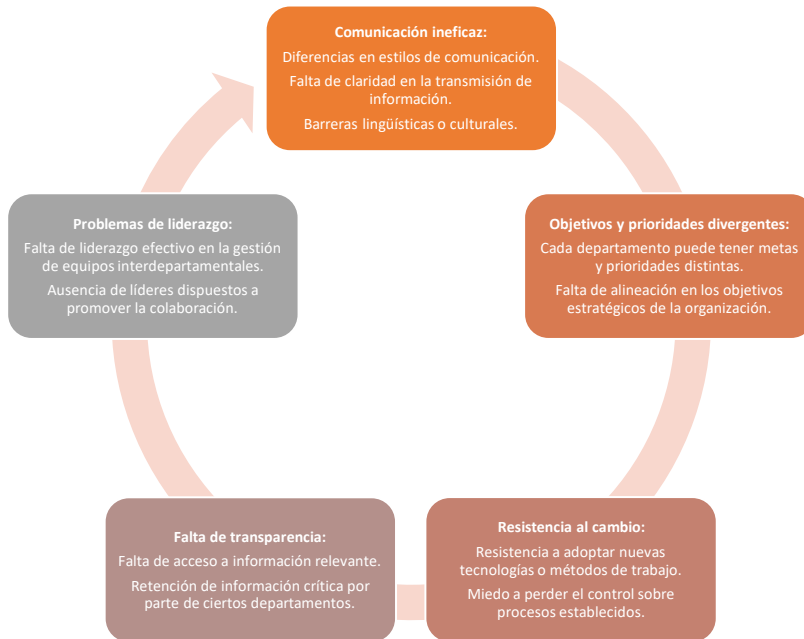 Comunicación ineficaz:
Diferencias en estilos de comunicación.
Falta de claridad en la transmisión de
información.
Barreras lingüísticas o culturales.
Objetivos y prioridades divergentes:
Cada departamento puede tener metas
y prioridades distintas.
Falta de alineación en los objetivos
estratégicos de la organización.
Resistencia al cambio:
Resistencia a adoptar nuevas
tecnologías o métodos de trabajo.
Miedo a perder el control sobre
procesos establecidos.
Falta de transparencia:
Falta de acceso a información relevante.
Retención de información crítica por
parte de ciertos departamentos.
Problemas de liderazgo:
Falta de liderazgo efectivo en la gestión
de equipos interdepartamentales.
Ausencia de líderes dispuestos a
promover la colaboración.